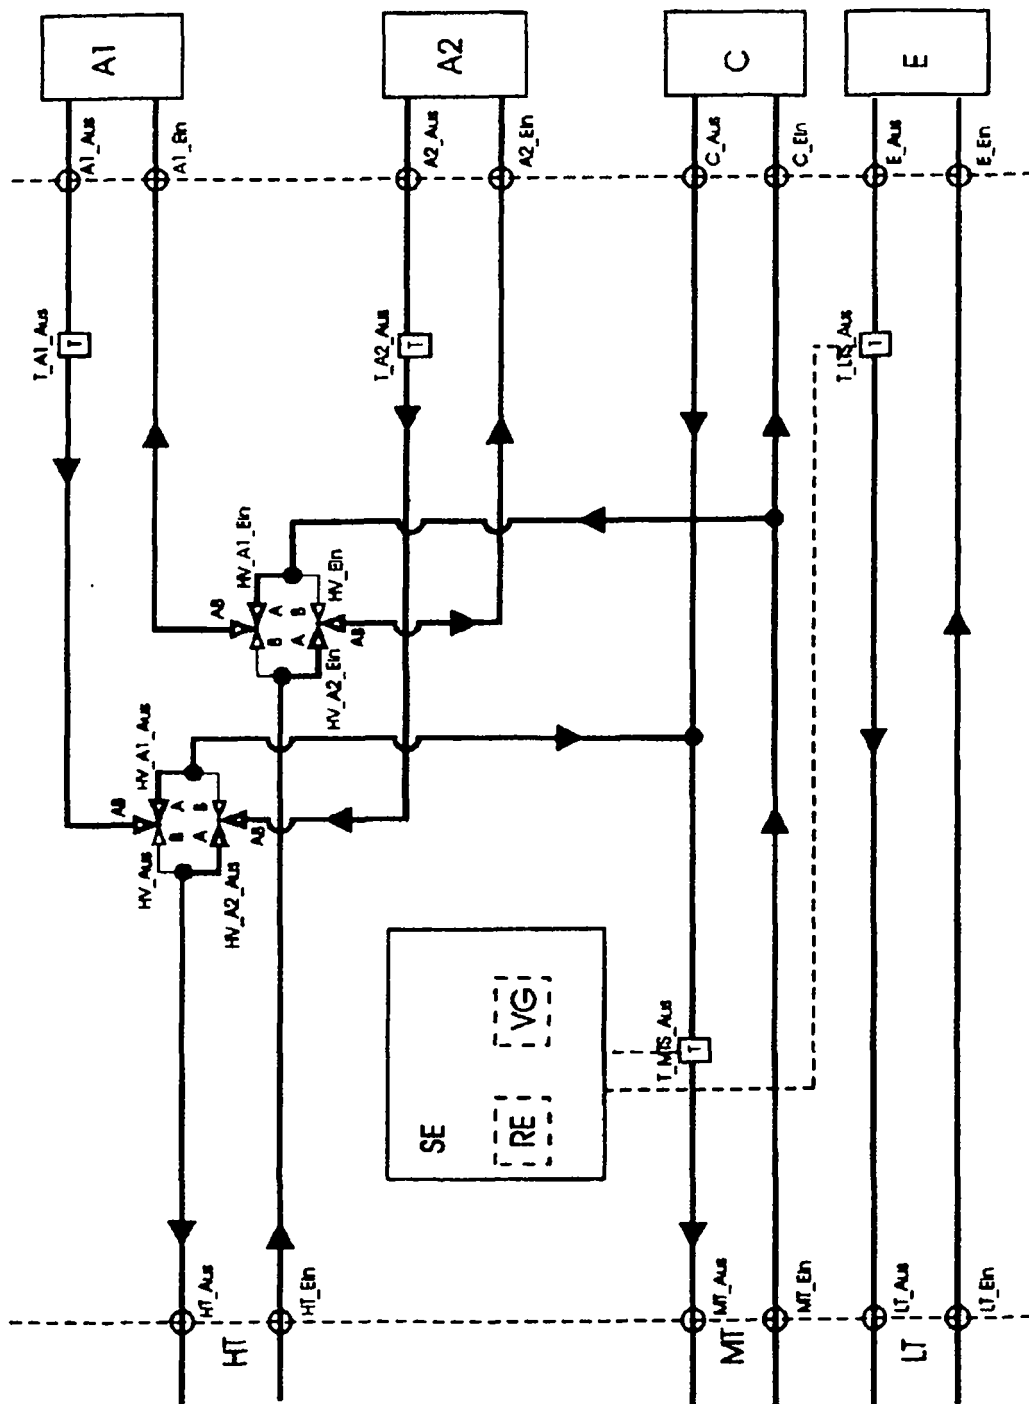 A1
A2
C
E
A1_Aus
A1_Ein
A2_Aus
A2_Ein
C_Aus
C_Ein
E_Aus
E_Ein
T_A1_Aus
T
T_A2_Aus
T
T_LTS_Aus
T
HV_A1_Ein
HV_Ein
AB
A
B
B
A
AB
HV_A2_Ein
HV_A1_Aus
AB
A
B
B
A
AB
HV_Aus
HV_A2_Aus
SE
VG
RE
T_MTS_Aus
T
HT_Aus
HT_Ein
MT_Aus
MT_Ein
LT_Aus
LT_Ein
HT
MT
LT